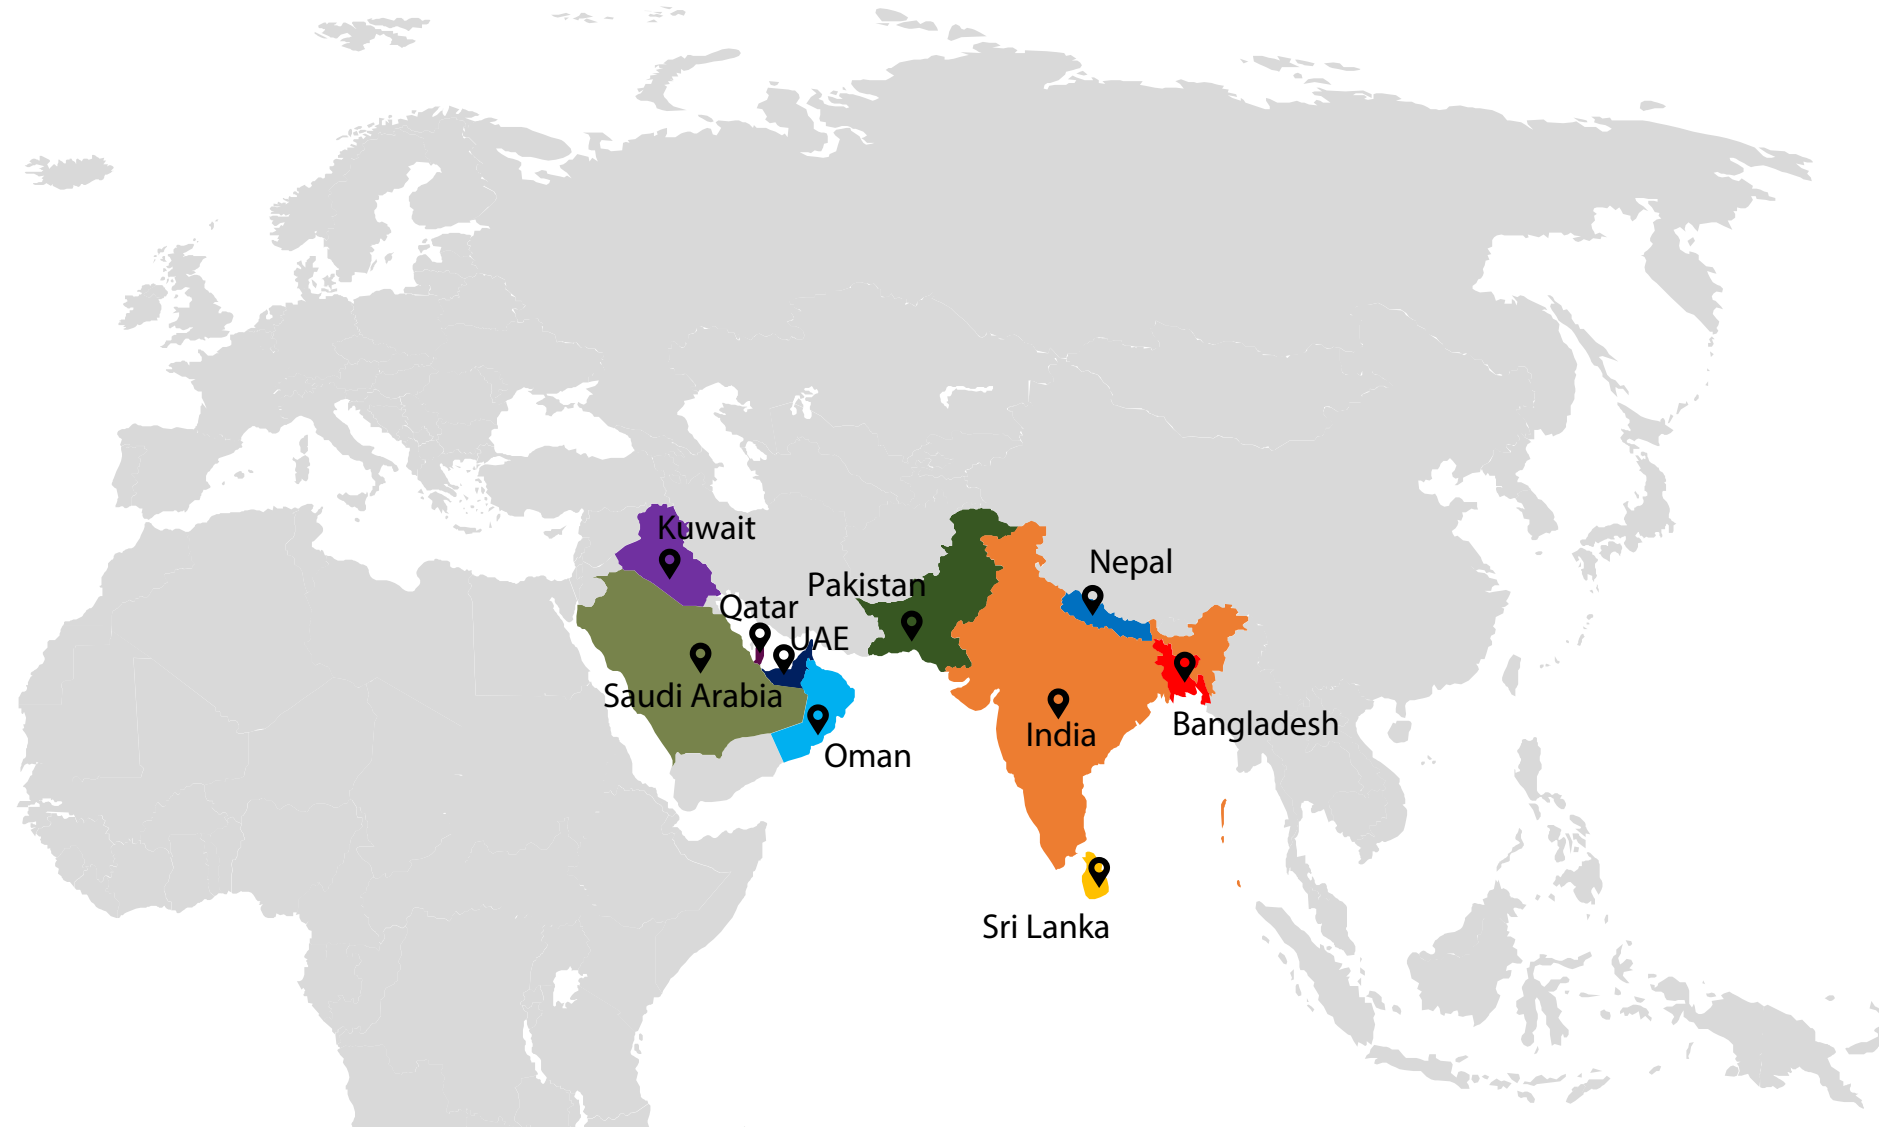 Kuwait
Nepal
Pakistan
Qatar
UAE
Saudi Arabia
India
Bangladesh
Oman
Sri Lanka